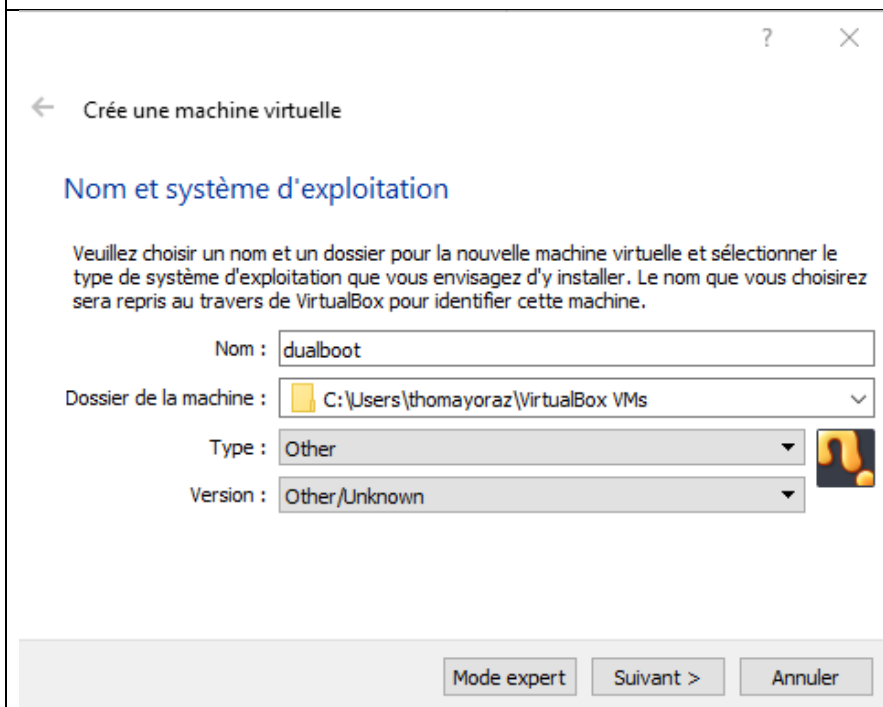 ?
Crée une machine virtuelle
Nom et système d'exploitation
Veuillez choisir un nom et un dossier pour la nouvelle machine virtuelle et sélectionner le
type de système d'exploitation que vous envisagez d'y installer. Le nom que vous choisirez
sera repris au travers de VirtualBox pour identifier cette machine.
Nom : dualboot
Dossier de la machine : C:\Users\thomayoraz\VirtualBox VMs
Type : Other
Version : Other/Unknown
Mode expert Suivant > Annuler